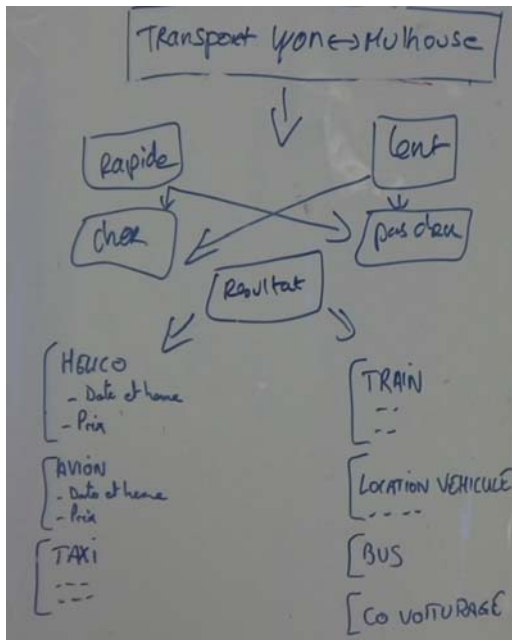 TRANSPORT Lyon ↔ Mulhouse
Rapide
lent
cher
pas cher
Résultat
HELICO
- Date et heure
- Prix
AVION
- Date et heure
- Prix
TAXI
TRAIN
LOCATION VEHICULE
BUS
CO VOITURAGE